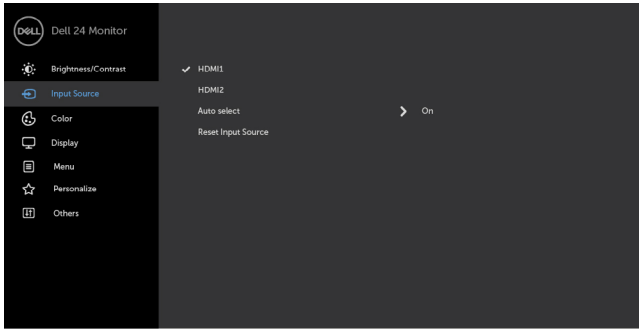 DELL Dell 24 Monitor
Brightness/Contrast
Input Source
Color
Display
Menu
Personalize
Others
HDMI1
HDMI2
Auto select On
Reset Input Source